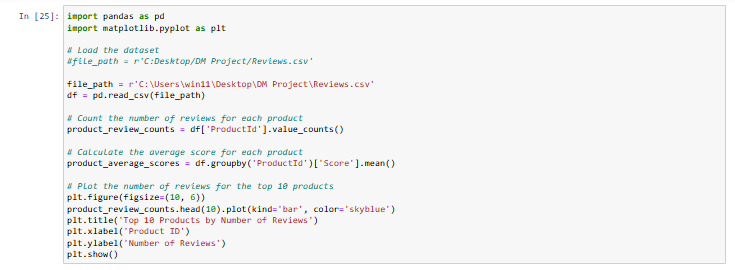 In [25]: import pandas as pd
import matplotlib.pyplot as plt
# Load the dataset
#file_path = r'C:Desktop/DM Project/Reviews.csv'
file_path = r'C:\Users\win11\Desktop\DM Project\Reviews.csv'
df = pd.read_csv(file_path)
# Count the number of reviews for each product
product_review_counts = df['ProductId'].value_counts()
# Calculate the average score for each product
product_average_scores = df.groupby('ProductId')['Score'].mean()
# Plot the number of reviews for the top 10 products
plt.figure(figsize=(10, 6))
product_review_counts.head(10).plot(kind='bar', color='skyblue')
plt.title('Top 10 Products by Number of Reviews')
plt.xlabel('Product ID')
plt.ylabel('Number of Reviews')
plt.show()